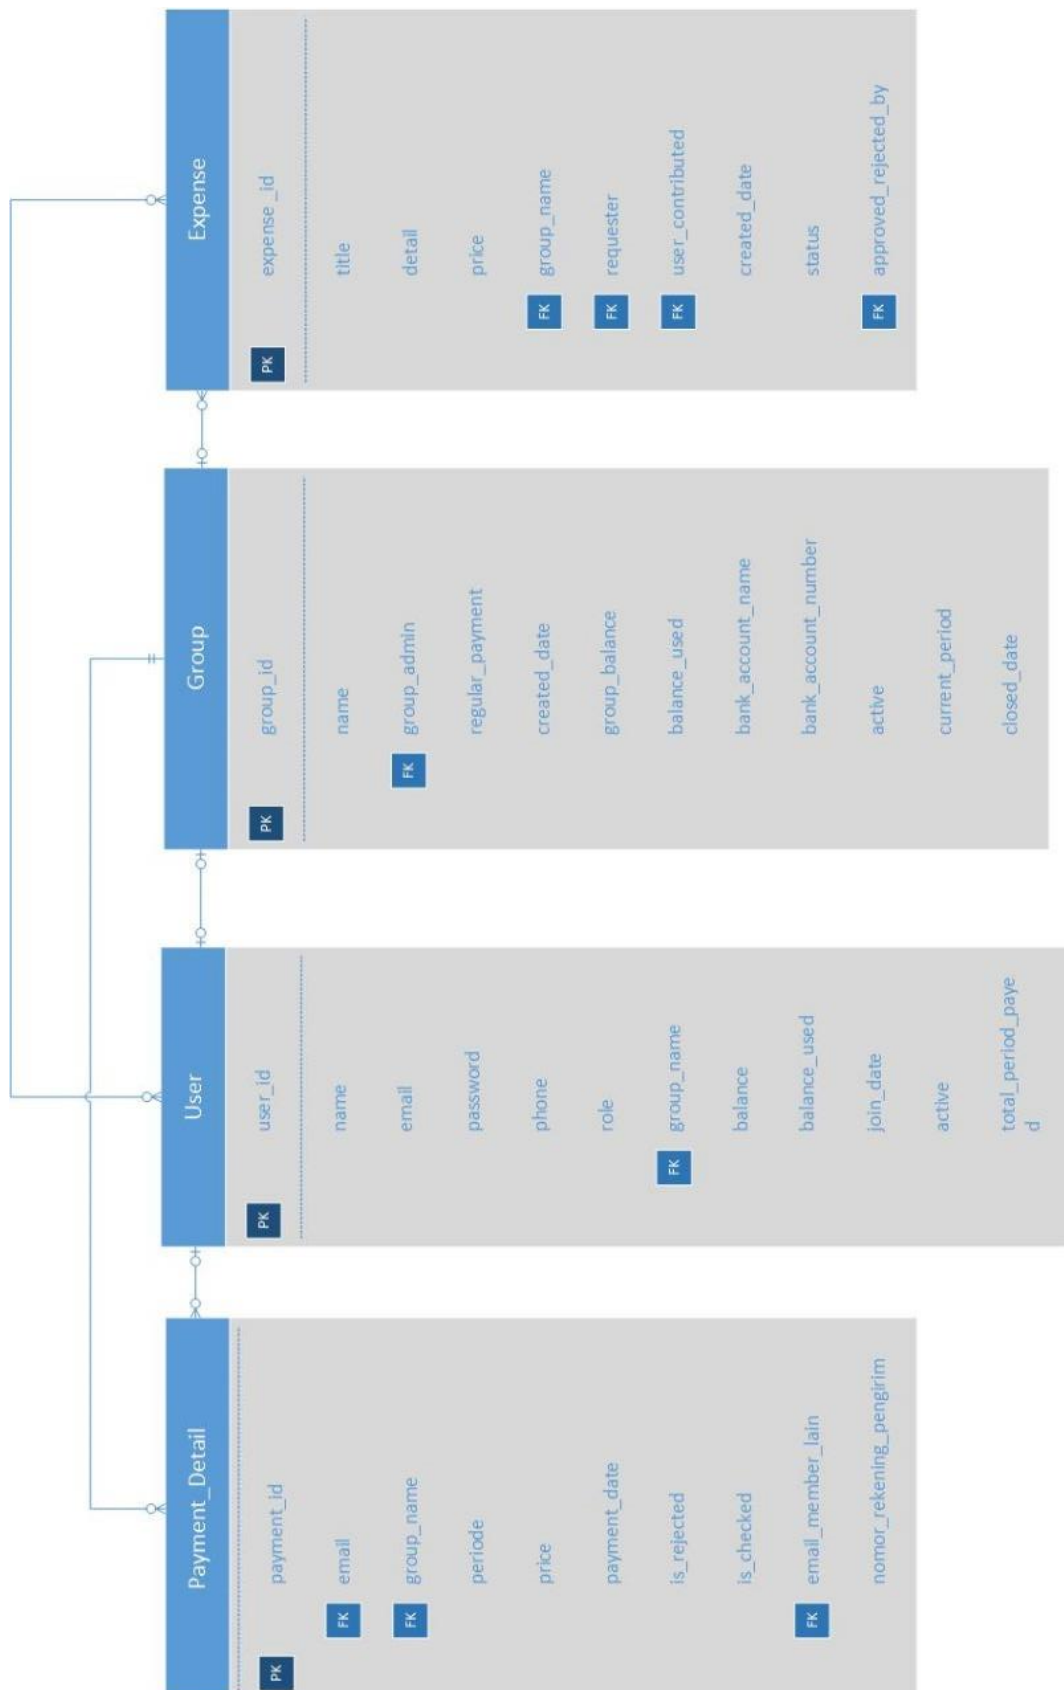 Payment_Detail
PK payment_id
FK email
FK group_name
periode
price
payment_date
is_rejected
is_checked
FK email_member_lain
nomor_rekening_pengirim
User
PK user_id
name
email
password
phone
role
FK group_name
balance
balance_used
join_date
active
total_period_paye
d
Group
PK group_id
name
FK group_admin
regular_payment
created_date
group_balance
balance_used
bank_account_name
bank_account_number
active
current_period
closed_date
Expense
PK expense _id
title
detail
price
FK group_name
FK requester
FK user_contributed
created_date
status
FK approved_rejected_by